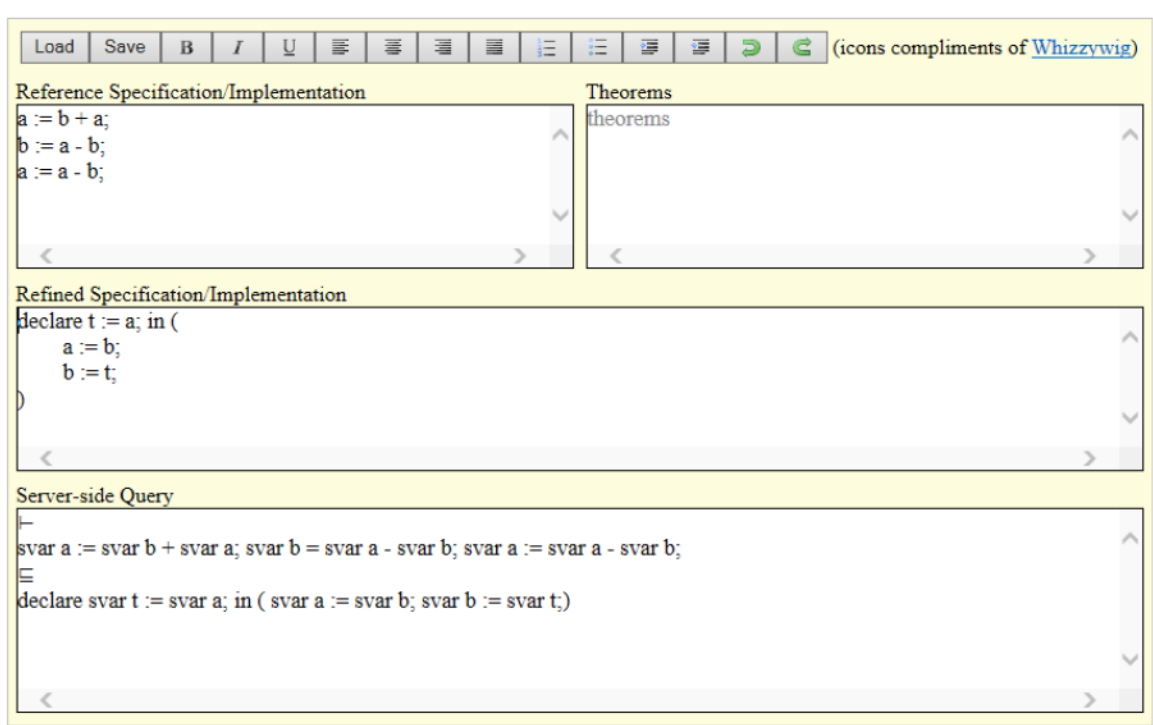 Load Save B I U (icons compliments of Whizzywig)
Reference Specification/Implementation
a := b + a;
b := a - b;
a := a - b;
Theorems
theorems
Refined Specification/Implementation
declare t := a; in (
a := b;
b := t;
)
Server-side Query
⊢
svar a := svar b + svar a; svar b = svar a - svar b; svar a := svar a - svar b;
⊑
declare svar t := svar a; in ( svar a := svar b; svar b := svar t;)